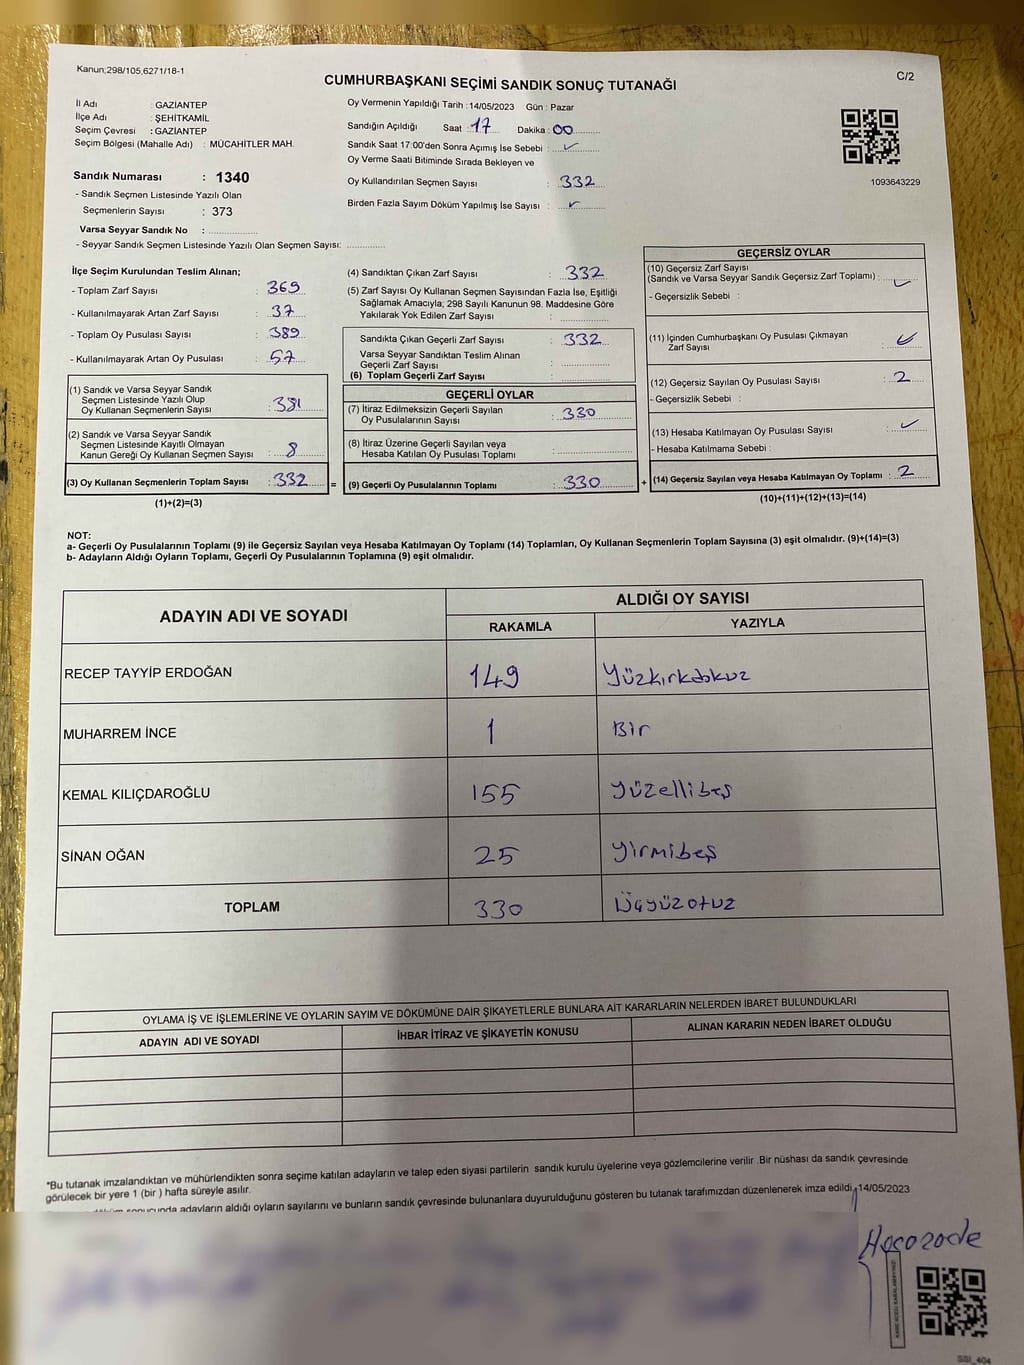 Kanun;298/105,6271/18-1
C/2
CUMHURBAŞKANI SEÇİMİ SANDIK SONUÇ TUTANAĞI
İl Adı : GAZİANTEP
İlçe Adı : ŞEHİTKAMİL
Seçim Çevresi : GAZİANTEP
Seçim Bölgesi (Mahalle Adı) : MÜCAHİTLER MAH.
Sandık Numarası : 1340
- Sandık Seçmen Listesinde Yazılı Olan
Seçmenlerin Sayısı : 373
Varsa Seyyar Sandık No :
- Seyyar Sandık Seçmen Listesinde Yazılı Olan Seçmen Sayısı:
Oy Vermenin Yapıldığı Tarih :14/05/2023 Gün : Pazar
Sandığın Açıldığı Saat : 17 Dakika : 00
Sandık Saat 17:00'den Sonra Açımış İse Sebebi : ✓
Oy Verme Saati Bitiminde Sırada Bekleyen ve
Oy Kullandırılan Seçmen Sayısı : 332
Birden Fazla Sayım Döküm Yapılmış İse Sayısı : ✓
1093643229
İlçe Seçim Kurulundan Teslim Alınan;
- Toplam Zarf Sayısı : 369
- Kullanılmayarak Artan Zarf Sayısı : 37
- Toplam Oy Pusulası Sayısı : 389
- Kullanılmayarak Artan Oy Pusulası : 57
(1) Sandık ve Varsa Seyyar Sandık
Seçmen Listesinde Yazılı Olup
Oy Kullanan Seçmenlerin Sayısı :
(2) Sandık ve Varsa Seyyar Sandık
Seçmen Listesinde Kayıtlı Olmayan
Kanun Gereği Oy Kullanan Seçmen Sayısı : 8
(3) Oy Kullanan Seçmenlerin Toplam Sayısı : 332 =
(1)+(2)=(3)
(4) Sandıktan Çıkan Zarf Sayısı : 332
(5) Zarf Sayısı Oy Kullanan Seçmen Sayısından Fazla İse, Eşitliği
Sağlamak Amacıyla; 298 Sayılı Kanunun 98. Maddesine Göre
Yakılarak Yok Edilen Zarf Sayısı :
Sandıkta Çıkan Geçerli Zarf Sayısı : 332
Varsa Seyyar Sandıktan Teslim Alınan
Geçerli Zarf Sayısı :
(6) Toplam Geçerli Zarf Sayısı :
GEÇERLİ OYLAR
(7) İtiraz Edilmeksizin Geçerli Sayılan
Oy Pusulalarının Sayısı : 330
(8) İtiraz Üzerine Geçerli Sayılan veya
Hesaba Katılan Oy Pusulası Toplamı :
(9) Geçerli Oy Pusulalarının Toplamı : 330 +
GEÇERSİZ OYLAR
(10) Geçersiz Zarf Sayısı
(Sandık ve Varsa Seyyar Sandık Geçersiz Zarf Toplamı) : ✓
- Geçersizlik Sebebi :
(11) İçinden Cumhurbaşkanı Oy Pusulası Çıkmayan
Zarf Sayısı : ✓
(12) Geçersiz Sayılan Oy Pusulası Sayısı : 2
- Geçersizlik Sebebi :
(13) Hesaba Katılmayan Oy Pusulası Sayısı : ✓
- Hesaba Katılmama Sebebi :
(14) Geçersiz Sayılan veya Hesaba Katılmayan Oy Toplamı : 2
(10)+(11)+(12)+(13)=(14)
NOT:
a- Geçerli Oy Pusulalarının Toplamı (9) ile Geçersiz Sayılan veya Hesaba Katılmayan Oy Toplamı (14) Toplamları, Oy Kullanan Seçmenlerin Toplam Sayısına (3) eşit olmalıdır. (9)+(14)=(3)
b- Adayların Aldığı Oyların Toplamı, Geçerli Oy Pusulalarının Toplamına (9) eşit olmalıdır.
ADAYIN ADI VE SOYADI
ALDIĞI OY SAYISI
RAKAMLA YAZIYLA
RECEP TAYYİP ERDOĞAN 149 Yüzkırkdokuz
MUHARREM İNCE 1 Bir
KEMAL KILIÇDAROĞLU 155 Yüzellibeş
SİNAN OĞAN 25 Yirmibeş
TOPLAM 330 Üçyüzotuz
OYLAMA İŞ VE İŞLEMLERİNE VE OYLARIN SAYIM VE DÖKÜMÜNE DAİR ŞİKAYETLERLE BUNLARA AİT KARARLARIN NELERDEN İBARET BULUNDUKLARI
ADAYIN ADI VE SOYADI İHBAR İTİRAZ VE ŞİKAYETİN KONUSU ALINAN KARARIN NEDEN İBARET OLDUĞU
*Bu tutanak imzalandıktan ve mühürlendikten sonra seçime katılan adayların ve talep eden siyasi partilerin sandık kurulu üyelerine veya gözlemcilerine verilir .Bir nüshası da sandık çevresinde
görülecek bir yere 1 (bir ) hafta süreyle asılır.
adayların aldığı oyların sayılarını ve bunların sandık çevresinde bulunanlara duyurulduğunu gösteren bu tutanak tarafımızdan düzenlenerek imza edildi. 14/05/2023
SSI_404